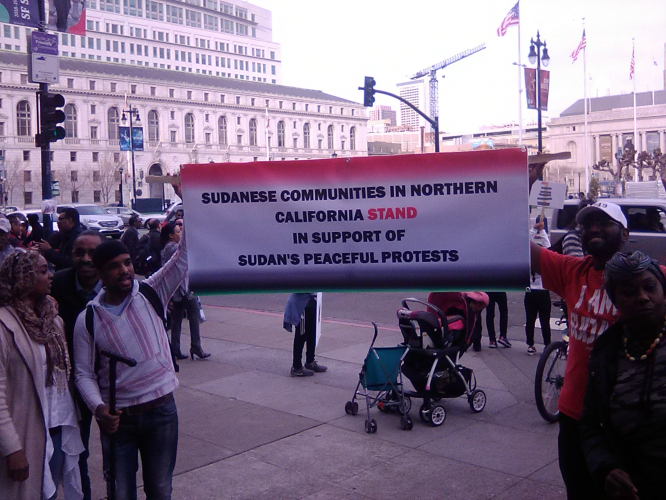 SUDANESE COMMUNITIES IN NORTHERN
CALIFORNIA STAND
IN SUPPORT OF
SUDAN'S PEACEFUL PROTESTS
I AM